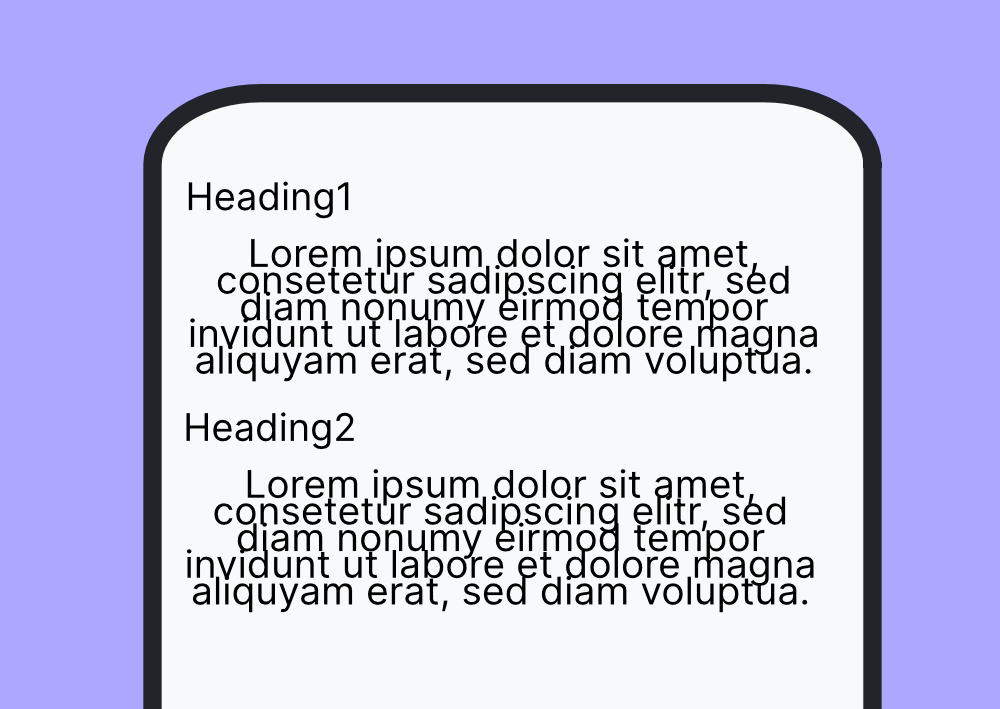 Heading1
Lorem ipsum dolor sit amet,
consetetur sadipscing elitr, sed
diam nonumy eirmod tempor
invidunt ut labore et dolore magna
aliquyam erat, sed diam voluptua.
Heading2
Lorem ipsum dolor sit amet,
consetetur sadipscing elitr, sed
diam nonumy eirmod tempor
invidunt ut labore et dolore magna
aliquyam erat, sed diam voluptua.